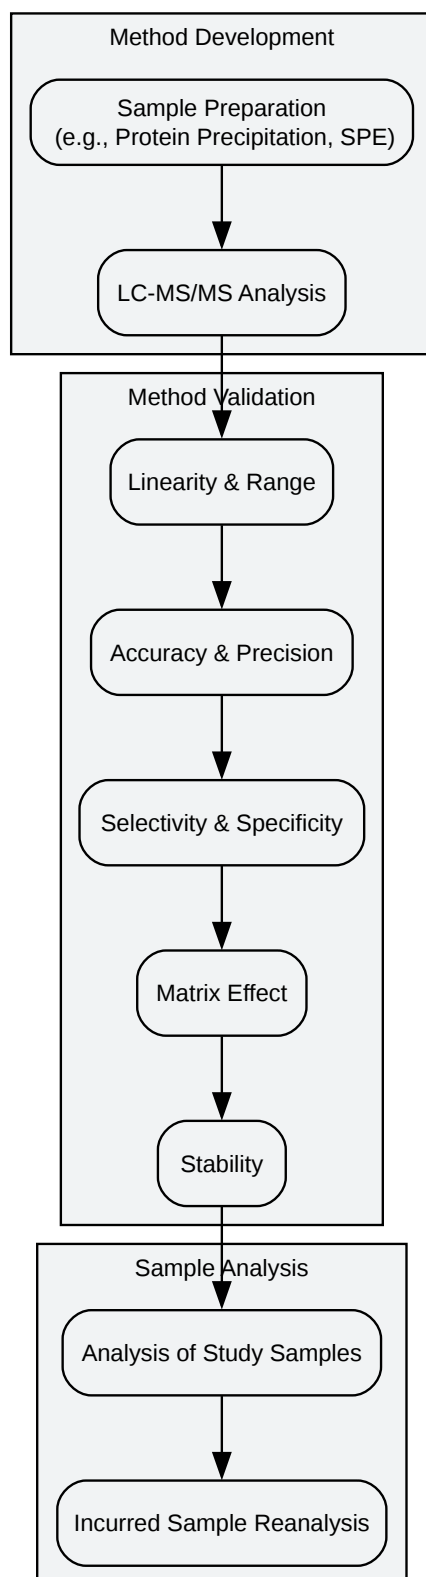 Method Development
Sample Preparation
(e.g., Protein Precipitation, SPE)
LC-MS/MS Analysis
Method Validation
Linearity & Range
Accuracy & Precision
Selectivity & Specificity
Matrix Effect
Stability
Sample Analysis
Analysis of Study Samples
Incurred Sample Reanalysis